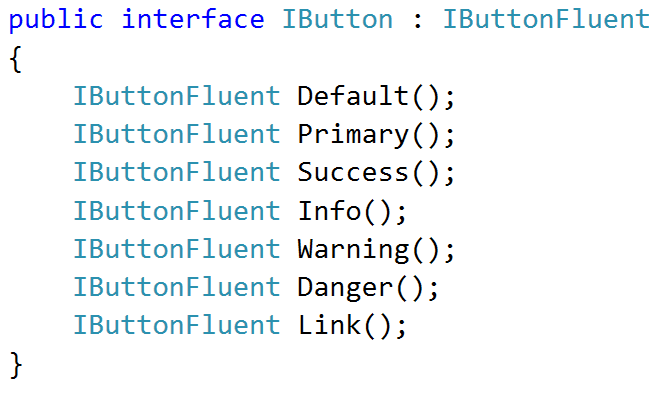 public interface IButton : IButtonFluent
{
    IButtonFluent Default();
    IButtonFluent Primary();
    IButtonFluent Success();
    IButtonFluent Info();
    IButtonFluent Warning();
    IButtonFluent Danger();
    IButtonFluent Link();
}